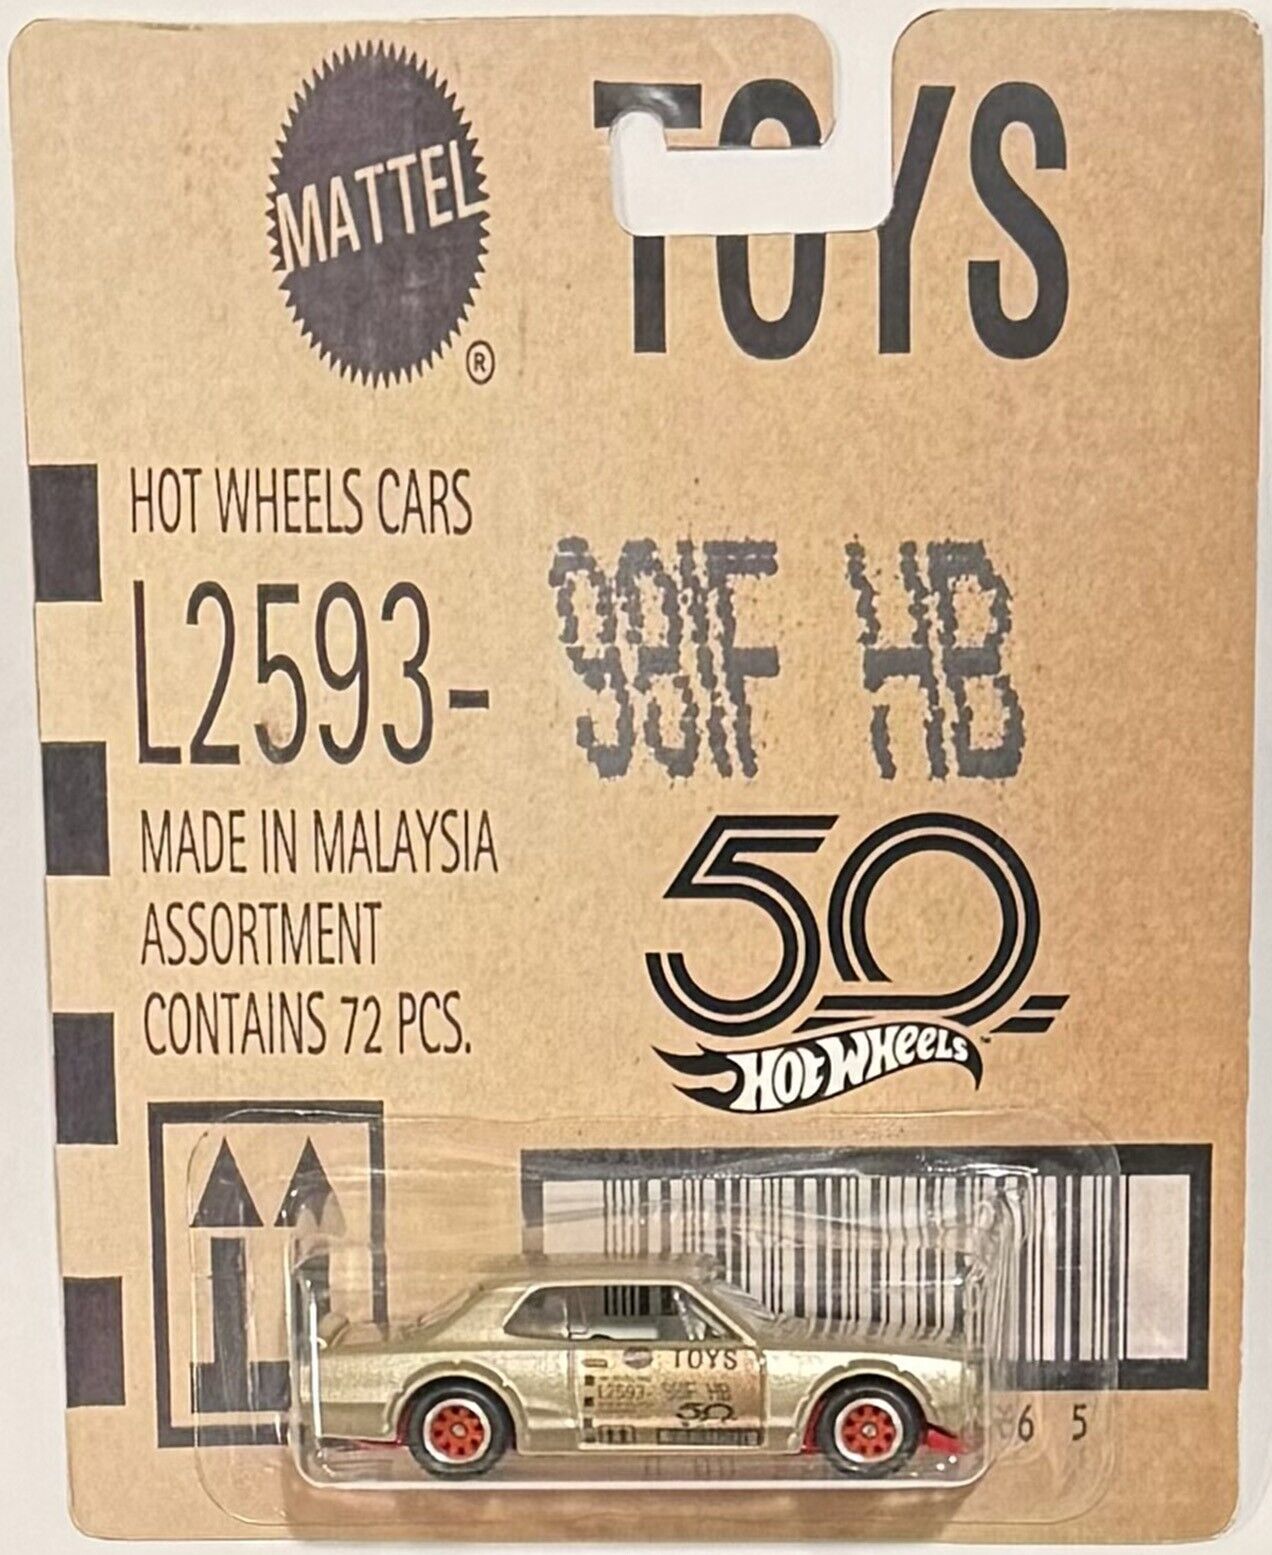 MATTEL
®
TOYS
HOT WHEELS CARS
L2593- 98IF HB
MADE IN MALAYSIA
ASSORTMENT
CONTAINS 72 PCS.
50
HOT WHEELS™
6 5
TOYS
L2593- 98IF HB
50